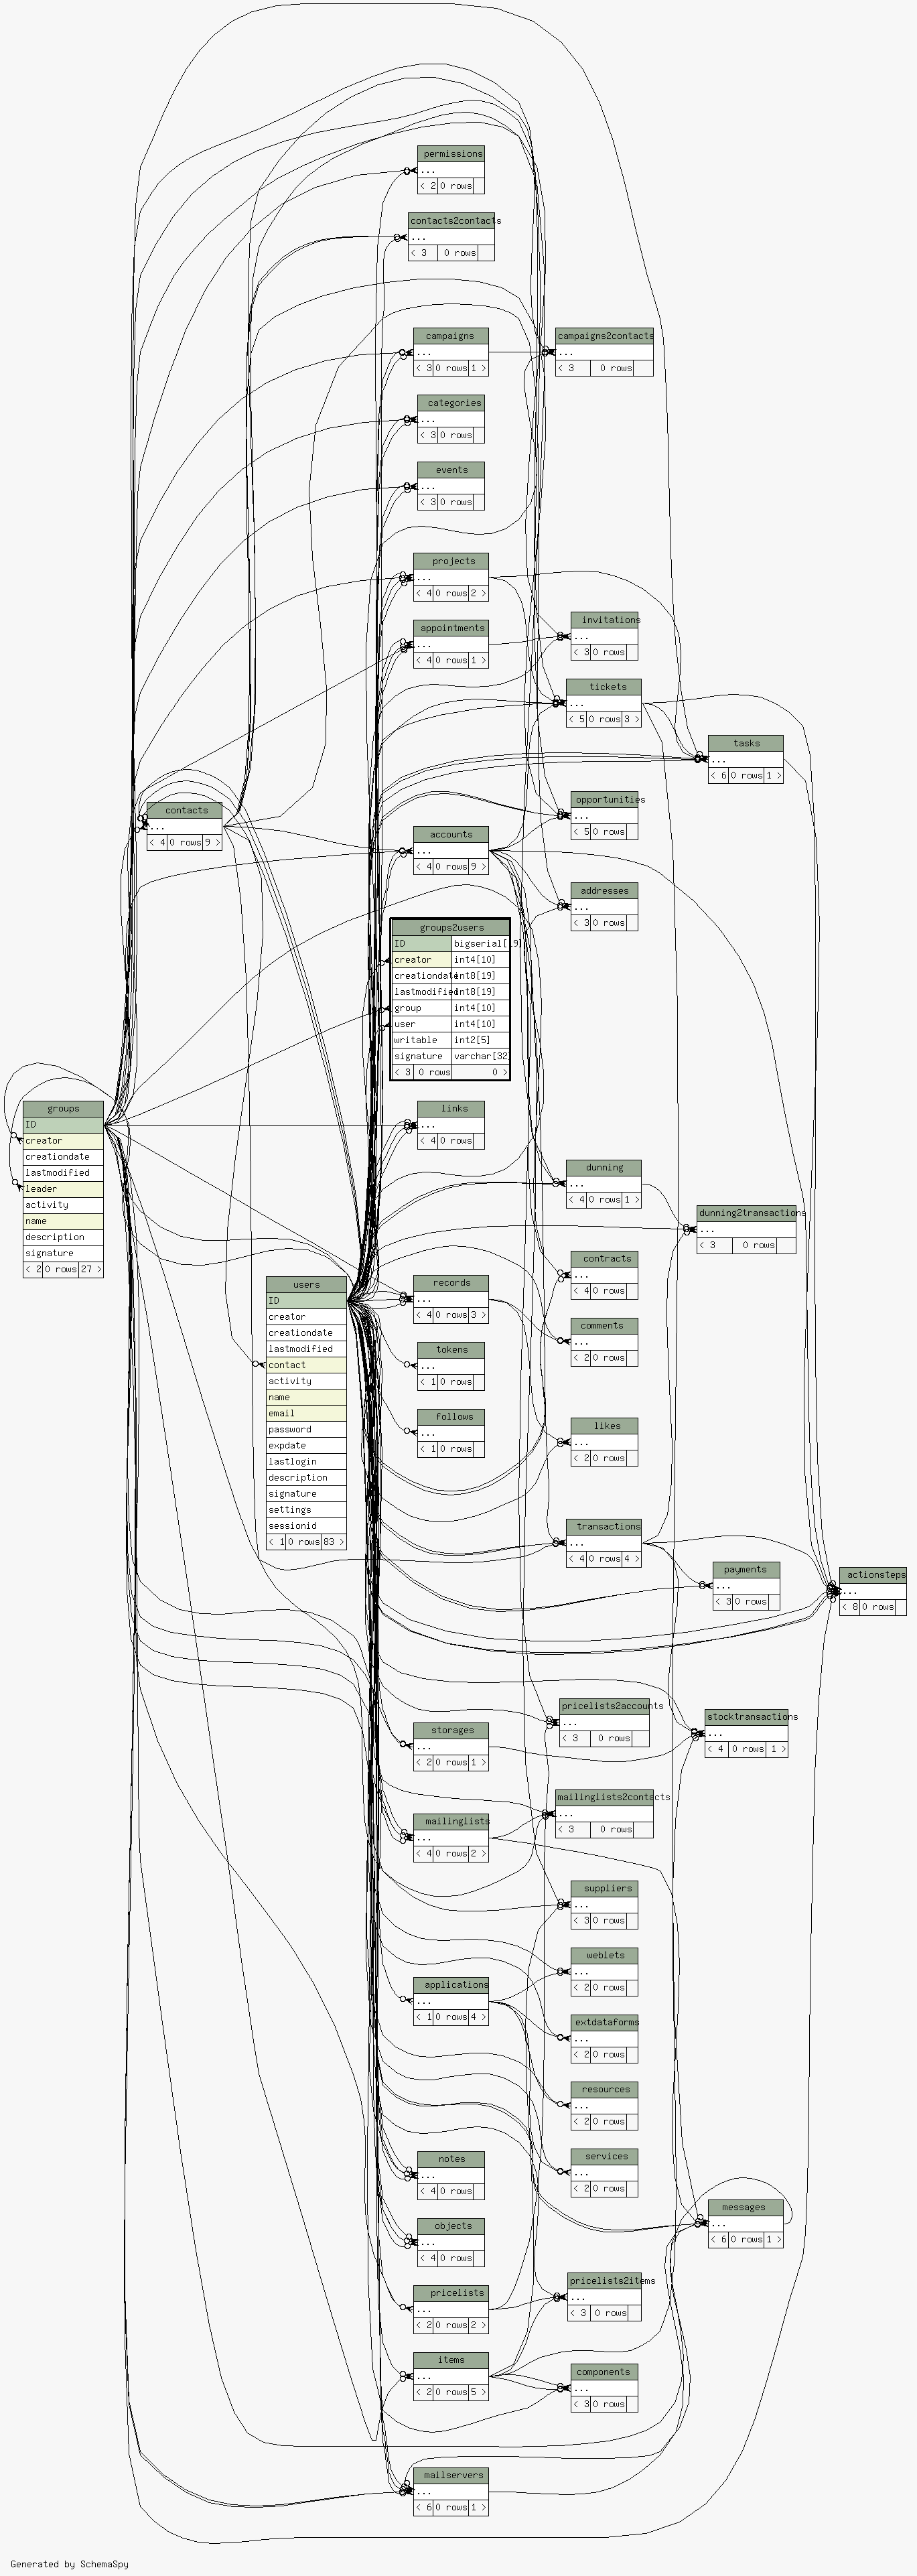 permissions
...
< 2 0 rows
contacts2contacts
...
< 3 0 rows
campaigns
...
< 3 0 rows 1 >
campaigns2contacts
...
< 3 0 rows
categories
...
< 3 0 rows
events
...
< 3 0 rows
projects
...
< 4 0 rows 2 >
invitations
...
< 3 0 rows
appointments
...
< 4 0 rows 1 >
tickets
...
< 5 0 rows 3 >
tasks
...
< 6 0 rows 1 >
opportunities
...
< 5 0 rows
contacts
...
< 4 0 rows 9 >
accounts
...
< 4 0 rows 9 >
addresses
...
< 3 0 rows
groups2users
ID bigserial[19]
creator int4[10]
creationdate int8[19]
lastmodified int8[19]
group int4[10]
user int4[10]
writable int2[5]
signature varchar[32]
< 3 0 rows 0 >
groups
ID
creator
creationdate
lastmodified
leader
activity
name
description
signature
< 2 0 rows 27 >
links
...
< 4 0 rows
dunning
...
< 4 0 rows 1 >
dunning2transactions
...
< 3 0 rows
contracts
...
< 4 0 rows
users
ID
creator
creationdate
lastmodified
contact
activity
name
email
password
expdate
lastlogin
description
signature
settings
sessionid
< 1 0 rows 83 >
records
...
< 4 0 rows 3 >
comments
...
< 2 0 rows
tokens
...
< 1 0 rows
follows
...
< 1 0 rows
likes
...
< 2 0 rows
transactions
...
< 4 0 rows 4 >
payments
...
< 3 0 rows
actionsteps
...
< 8 0 rows
pricelists2accounts
...
< 3 0 rows
stocktransactions
...
< 4 0 rows 1 >
storages
...
< 2 0 rows 1 >
mailinglists2contacts
...
< 3 0 rows
mailinglists
...
< 4 0 rows 2 >
suppliers
...
< 3 0 rows
weblets
...
< 2 0 rows
applications
...
< 1 0 rows 4 >
extdataforms
...
< 2 0 rows
resources
...
< 2 0 rows
services
...
< 2 0 rows
notes
...
< 4 0 rows
messages
...
< 6 0 rows 1 >
objects
...
< 4 0 rows
pricelists
...
< 2 0 rows 2 >
pricelists2items
...
< 3 0 rows
items
...
< 2 0 rows 5 >
components
...
< 3 0 rows
mailservers
...
< 6 0 rows 1 >
Generated by SchemaSpy